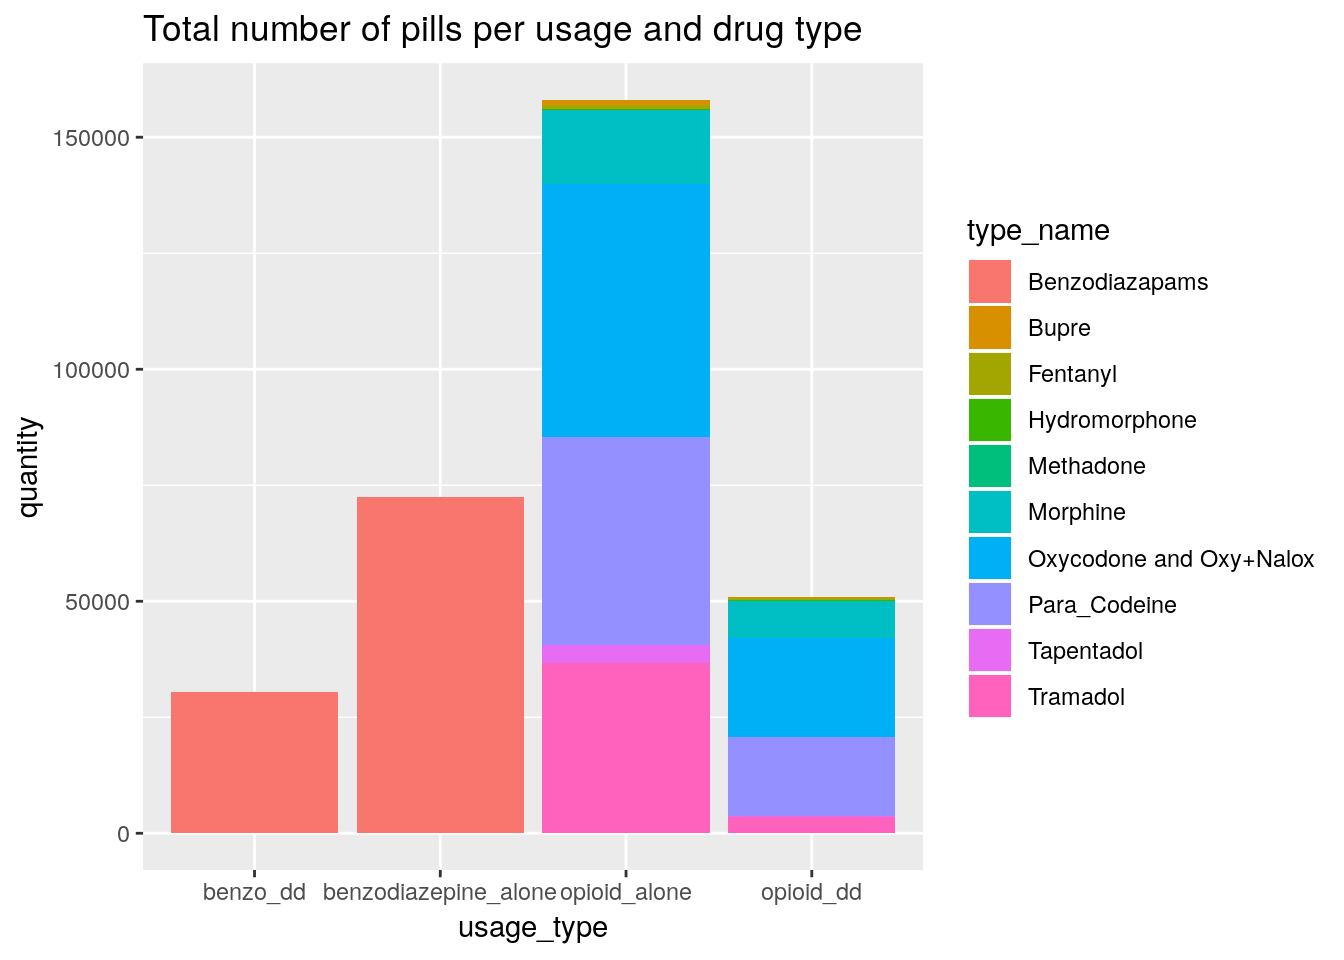 Total number of pills per usage and drug type
150000
100000
50000
0
quantity
benzo_dd
benzodiazepine_alone
opioid_alone
opioid_dd
usage_type
type_name
Benzodiazapams
Bupre
Fentanyl
Hydromorphone
Methadone
Morphine
Oxycodone and Oxy+Nalox
Para_Codeine
Tapentadol
Tramadol